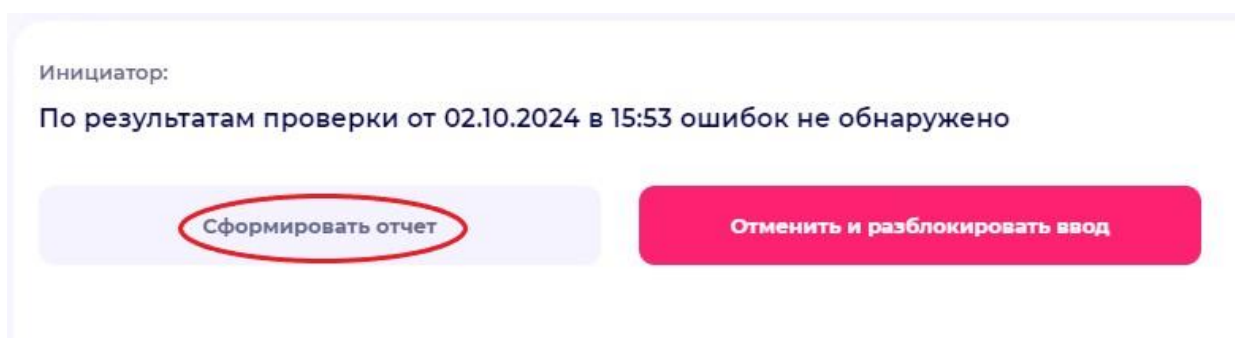 Инициатор:
По результатам проверки от 02.10.2024 в 15:53 ошибок не обнаружено
Сформировать отчет
Отменить и разблокировать ввод